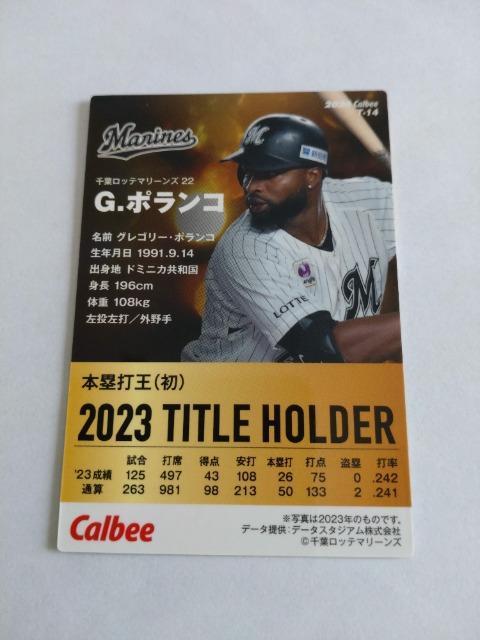 2024 Calbee
T-14
Marines
千葉ロッテマリーンズ 22
G.ポランコ
名前 グレゴリー・ポランコ
生年月日 1991.9.14
出身地 ドミニカ共和国
身長 196cm
体重 108kg
左投左打/外野手
M
LOTTE
Marines
本塁打王(初)
2023 TITLE HOLDER
試合 打席 得点 安打 本塁打 打点 盗塁 打率
'23成績 125 497 43 108 26 75 0 .242
通算 263 981 98 213 50 133 2 .241
Calbee
※写真は2023年のものです。
データ提供:データスタジアム株式会社
©千葉ロッテマリーンズ